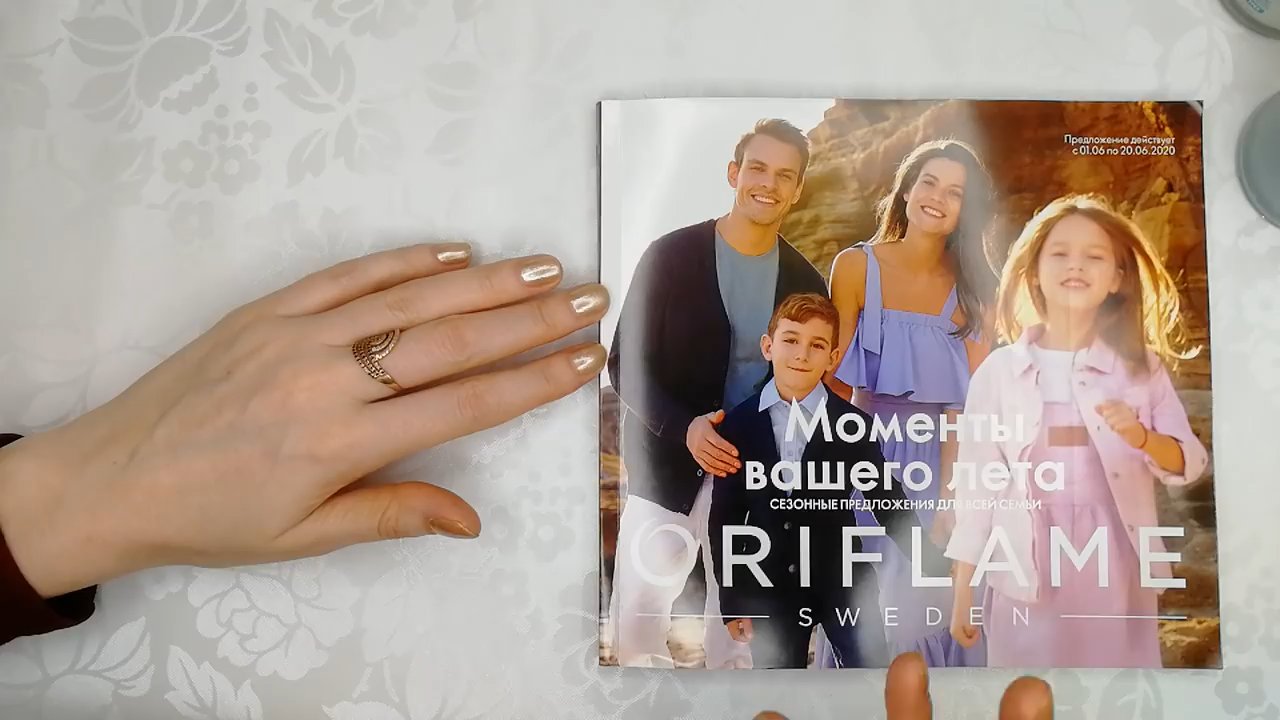 Предложение действует
с 01.06 по 20.06.2020
Моменты
вашего лета
СЕЗОННЫЕ ПРЕДЛОЖЕНИЯ ДЛЯ ВСЕЙ СЕМЬИ
ORIFLAME
SWEDEN